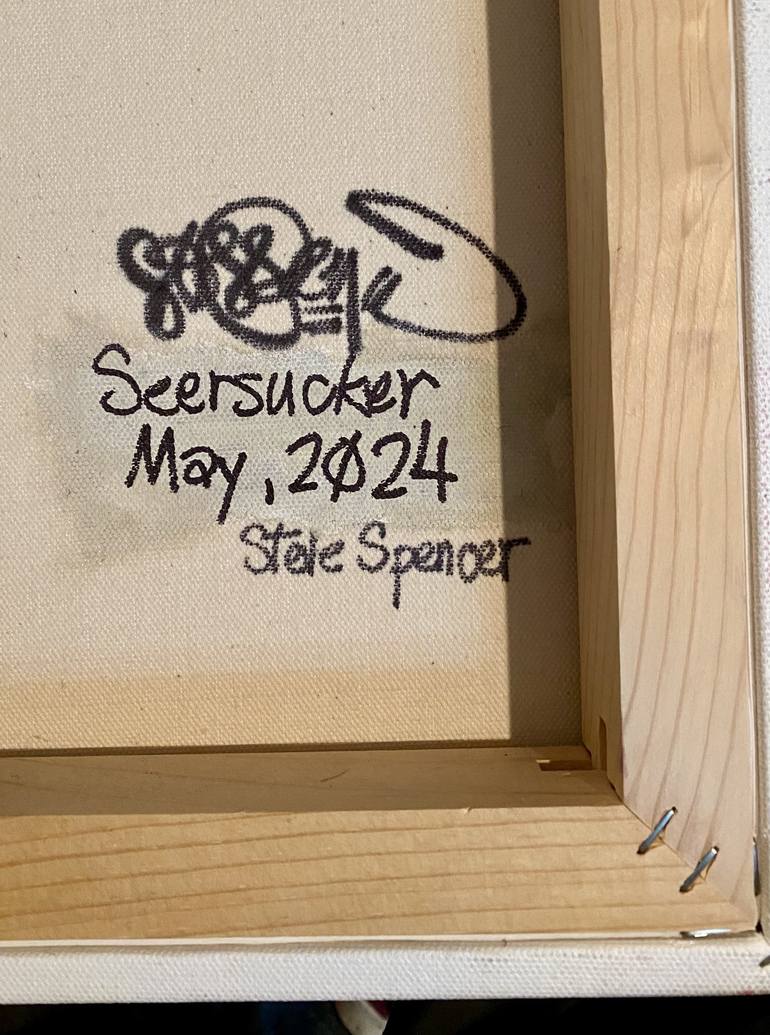 Seersucker
May, 2024
Steve Spencer